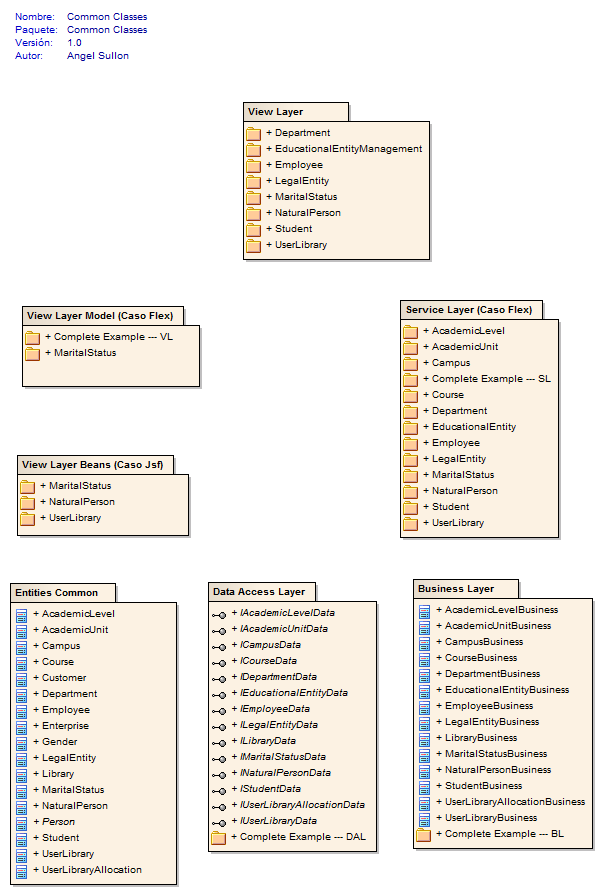 Nombre: Common Classes
Paquete: Common Classes
Versión: 1.0
Autor: Angel Sullon
View Layer
+ Department
+ EducationalEntityManagement
+ Employee
+ LegalEntity
+ MaritalStatus
+ NaturalPerson
+ Student
+ UserLibrary
View Layer Model (Caso Flex)
+ Complete Example --- VL
+ MaritalStatus
Service Layer (Caso Flex)
+ AcademicLevel
+ AcademicUnit
+ Campus
+ Complete Example --- SL
+ Course
+ Department
+ EducationalEntity
+ Employee
+ LegalEntity
+ MaritalStatus
+ NaturalPerson
+ Student
+ UserLibrary
View Layer Beans (Caso Jsf)
+ MaritalStatus
+ NaturalPerson
+ UserLibrary
Entities Common
+ AcademicLevel
+ AcademicUnit
+ Campus
+ Course
+ Customer
+ Department
+ Employee
+ Enterprise
+ Gender
+ LegalEntity
+ Library
+ MaritalStatus
+ NaturalPerson
+ Person
+ Student
+ UserLibrary
+ UserLibraryAllocation
Data Access Layer
+ IAcademicLevelData
+ IAcademicUnitData
+ ICampusData
+ ICourseData
+ IDepartmentData
+ IEducationalEntityData
+ IEmployeeData
+ ILegalEntityData
+ ILibraryData
+ IMaritalStatusData
+ INaturalPersonData
+ IStudentData
+ IUserLibraryAllocationData
+ IUserLibraryData
+ Complete Example --- DAL
Business Layer
+ AcademicLevelBusiness
+ AcademicUnitBusiness
+ CampusBusiness
+ CourseBusiness
+ DepartmentBusiness
+ EducationalEntityBusiness
+ EmployeeBusiness
+ LegalEntityBusiness
+ LibraryBusiness
+ MaritalStatusBusiness
+ NaturalPersonBusiness
+ StudentBusiness
+ UserLibraryAllocationBusiness
+ UserLibraryBusiness
+ Complete Example --- BL